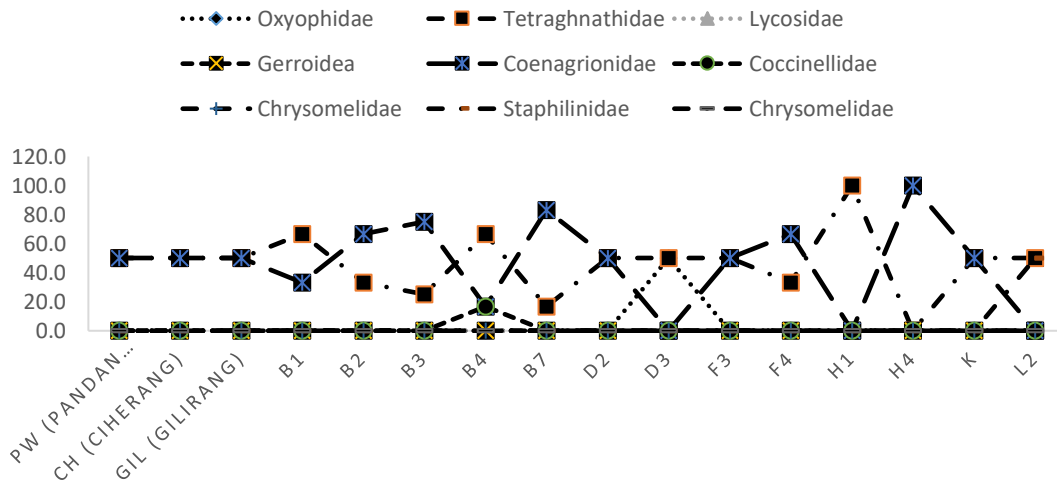 Oxyophidae Tetraghnathidae Lycosidae
Gerroidea Coenagrionidae Coccinellidae
Chrysomelidae Staphilinidae Chrysomelidae
120.0
100.0
80.0
60.0
40.0
20.0
0.0
PW (PANDAN...
CH (CIHERANG)
GIL (GILIRANG)
B1
B2
B3
B4
B7
D2
D3
F3
F4
H1
H4
K
L2